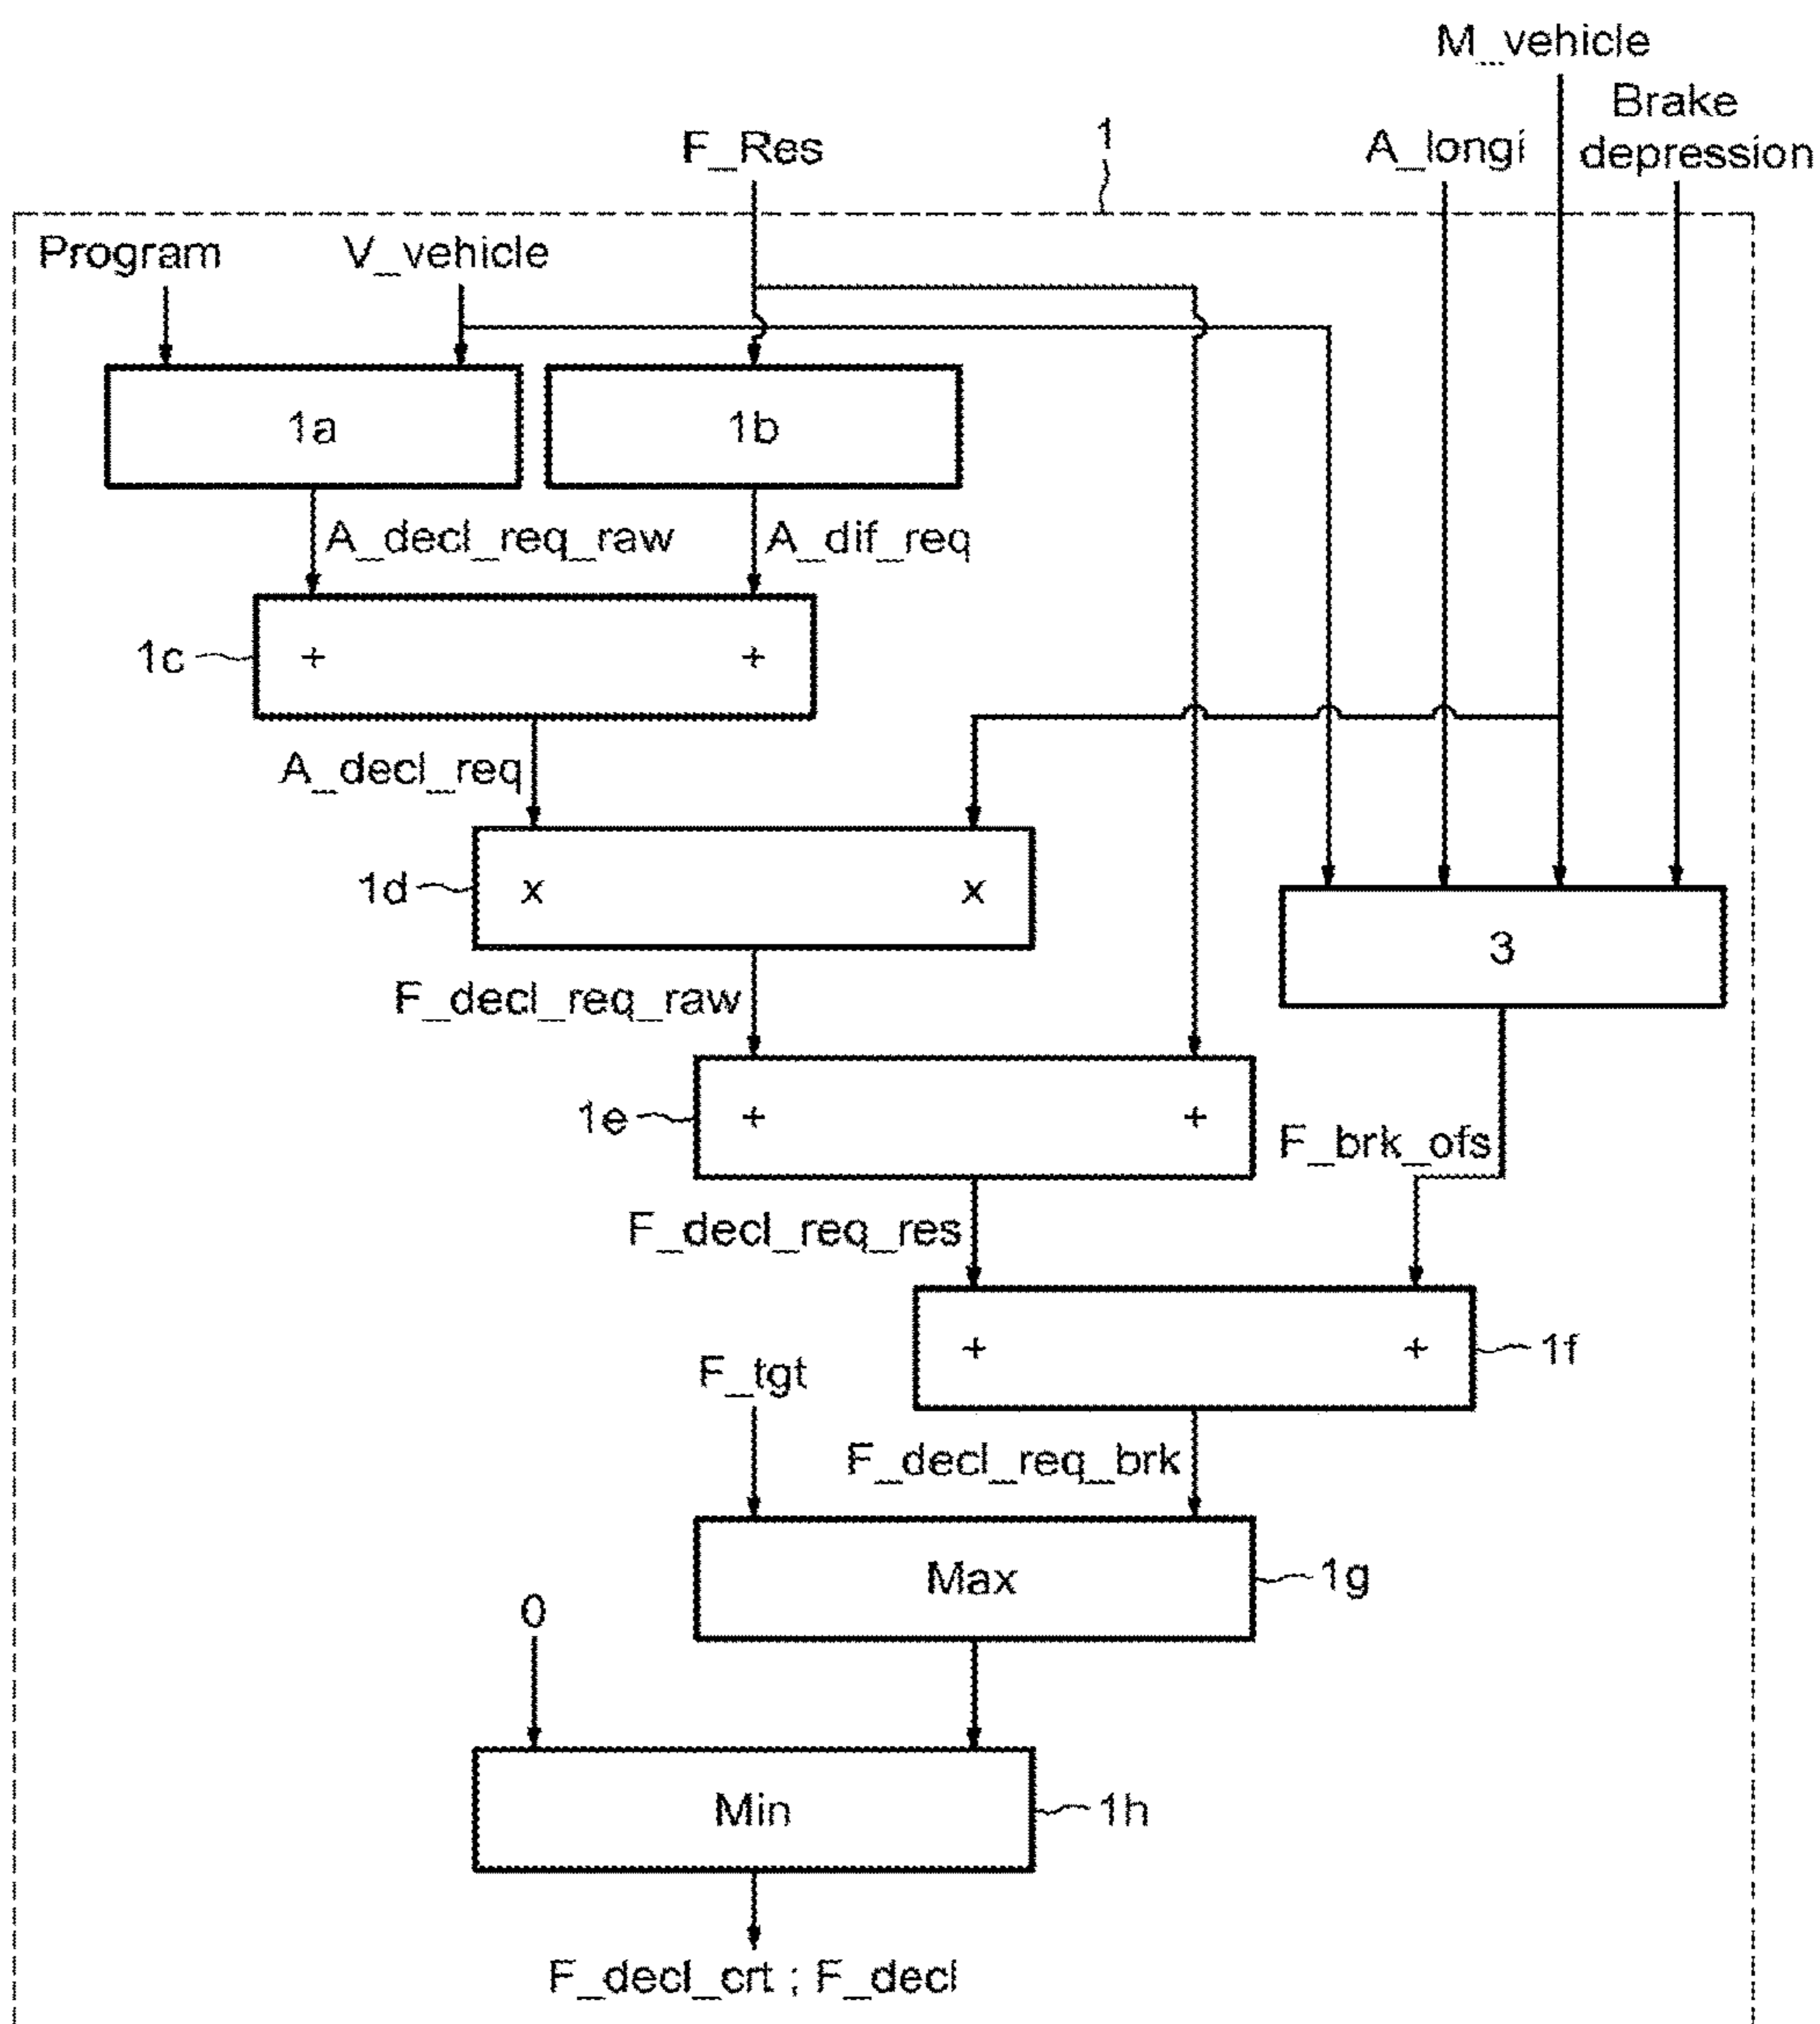 M_vehicle
Brake
depression
F_Res
1
A_longi
Program
V_vehicle
1a
1b
A_decl_req_raw
A_dif_req
1c
+
+
A_decl_req
1d
x
x
3
F_decl_req_raw
1e
+
+
F_brk_ofs
F_decl_req_res
+
+
1f
F_tgt
F_decl_req_brk
Max
1g
0
Min
1h
F_decl_crt ; F_decl